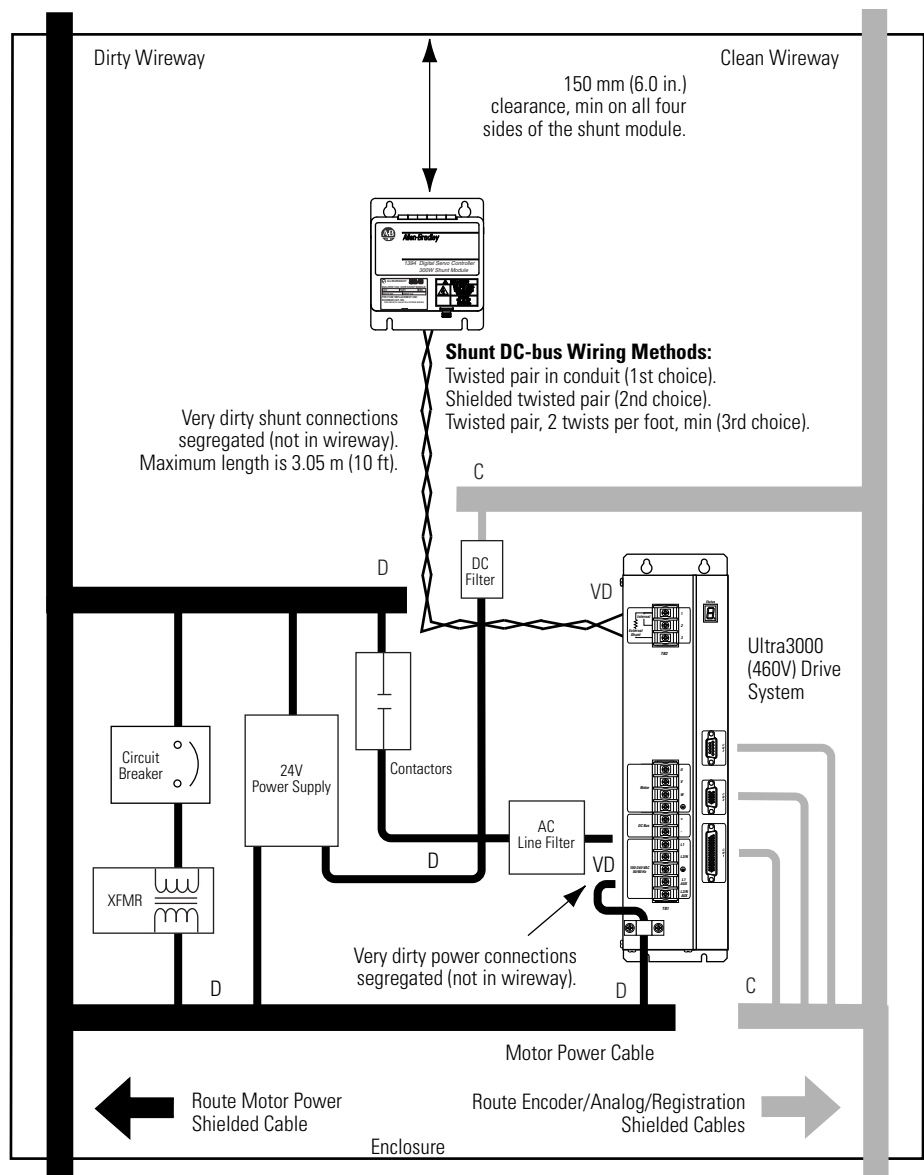 Dirty Wireway
Clean Wireway
150 mm (6.0 in.)
clearance, min on all four
sides of the shunt module.
Allen-Bradley
1394 Digital Servo Controller
300W Shunt Module
Shunt DC-bus Wiring Methods:
Twisted pair in conduit (1st choice).
Shielded twisted pair (2nd choice).
Twisted pair, 2 twists per foot, min (3rd choice).
Very dirty shunt connections
segregated (not in wireway).
Maximum length is 3.05 m (10 ft).
C
D
DC
Filter
VD
Ultra3000
(460V) Drive
System
Circuit
Breaker
24V
Power Supply
Contactors
AC
Line Filter
D
VD
XFMR
Very dirty power connections
segregated (not in wireway).
D
D
C
Motor Power Cable
Route Motor Power
Shielded Cable
Route Encoder/Analog/Registration
Shielded Cables
Enclosure